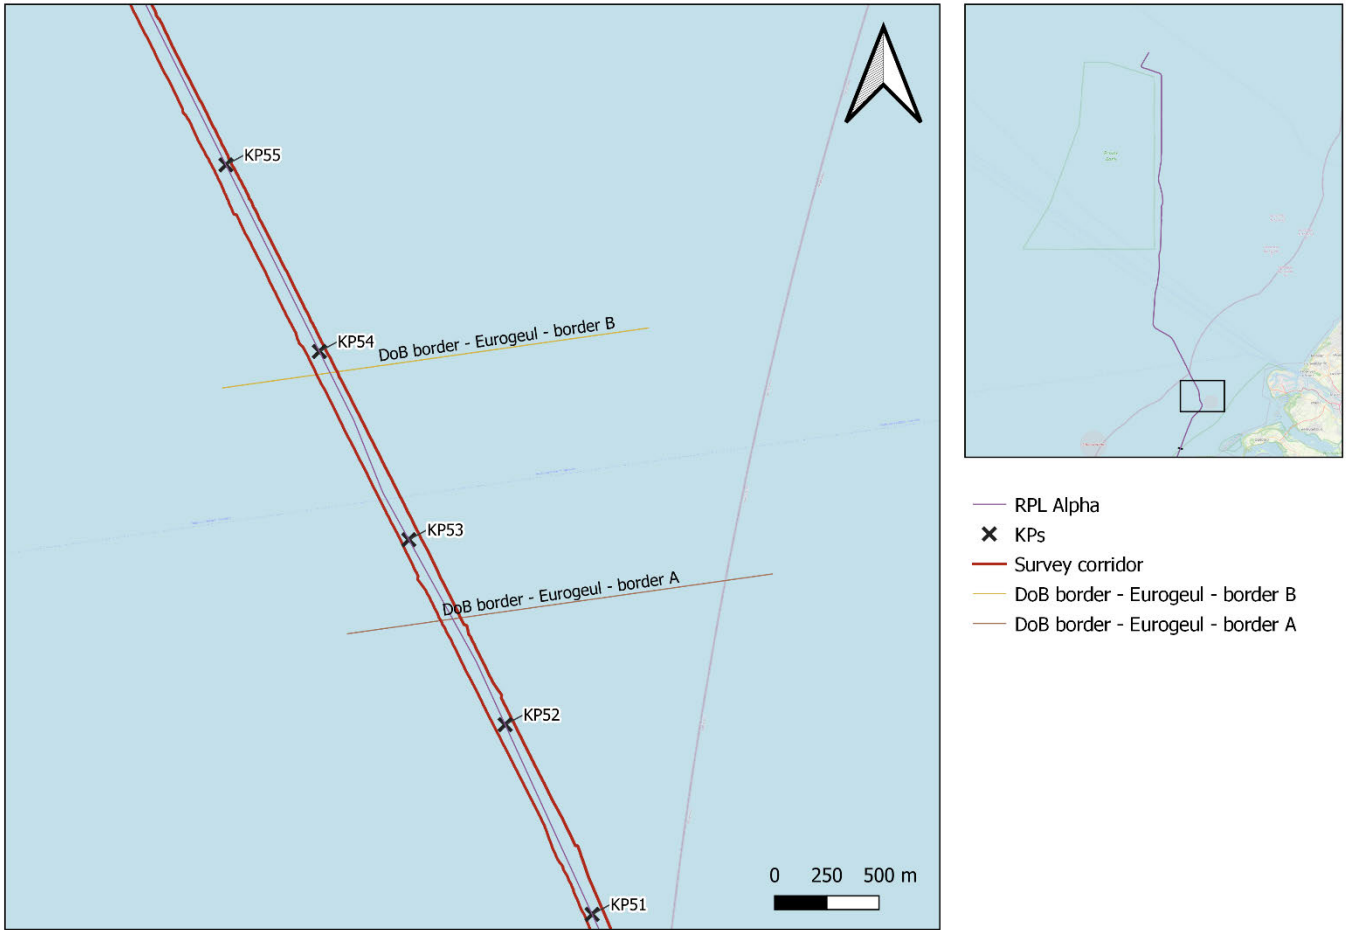 KP55
KP54
DoB border - Eurogeul - border B
KP53
DoB border - Eurogeul - border A
KP52
KP51
0 250 500 m
RPL Alpha
KPs
Survey corridor
DoB border - Eurogeul - border B
DoB border - Eurogeul - border A